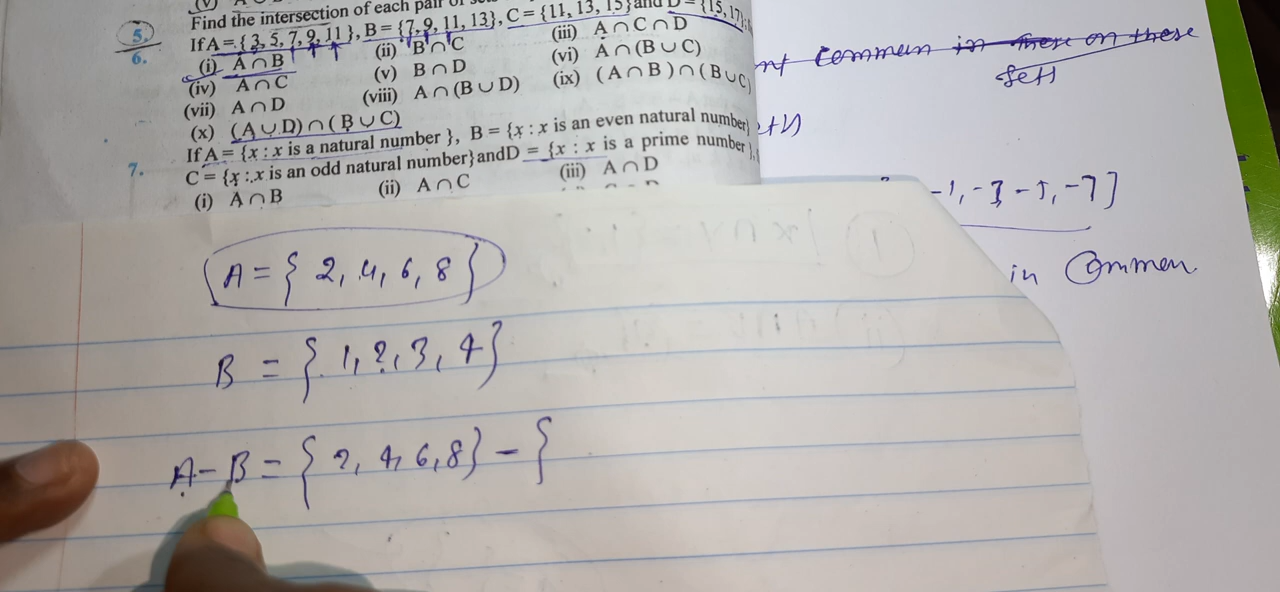 5. Find the intersection of each pair of
6. If A = { 3, 5, 7, 9, 11 }, B = {7, 9, 11, 13}, C = {11, 13, 15} and D = {15, 17};
(i) A ∩ B (ii) B ∩ C (iii) A ∩ C ∩ D
(iv) A ∩ C (v) B ∩ D (vi) A ∩ (B ∪ C)
(vii) A ∩ D (viii) A ∩ (B ∪ D) (ix) (A ∩ B) ∩ (B ∪ C)
(x) (A ∪ D) ∩ (B ∪ C)
7. If A = {x : x is a natural number }, B = {x : x is an even natural number}
C = {x : x is an odd natural number} and D = {x : x is a prime number },
(i) A ∩ B (ii) A ∩ C (iii) A ∩ D
Commun in these on these
sets
-1, -3 -5, -7]
in Common
A = { 2, 4, 6, 8 }
B = { 1, 2, 3, 4 }
A - B = { 2, 4, 6, 8} - {